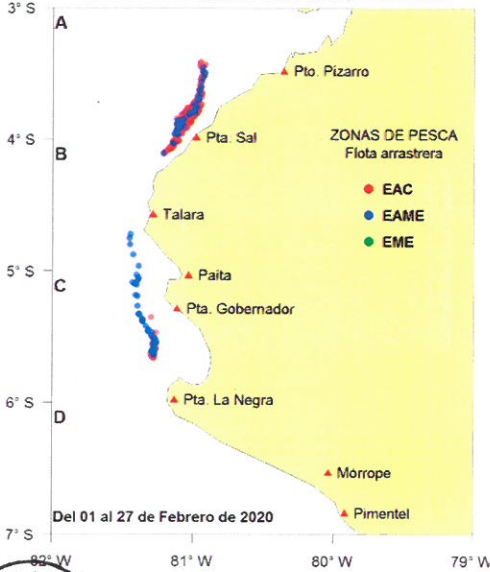 3° S
A
Pto. Pizarro
4° S
Pta. Sal
B
ZONAS DE PESCA
Flota arrastrera
EAC
EAME
EME
Talara
5° S
Paita
C
Pta. Gobernador
6° S
Pta. La Negra
D
Mórrope
Pimentel
Del 01 al 27 de Febrero de 2020
7° S
82° W
81° W
80° W
79° W